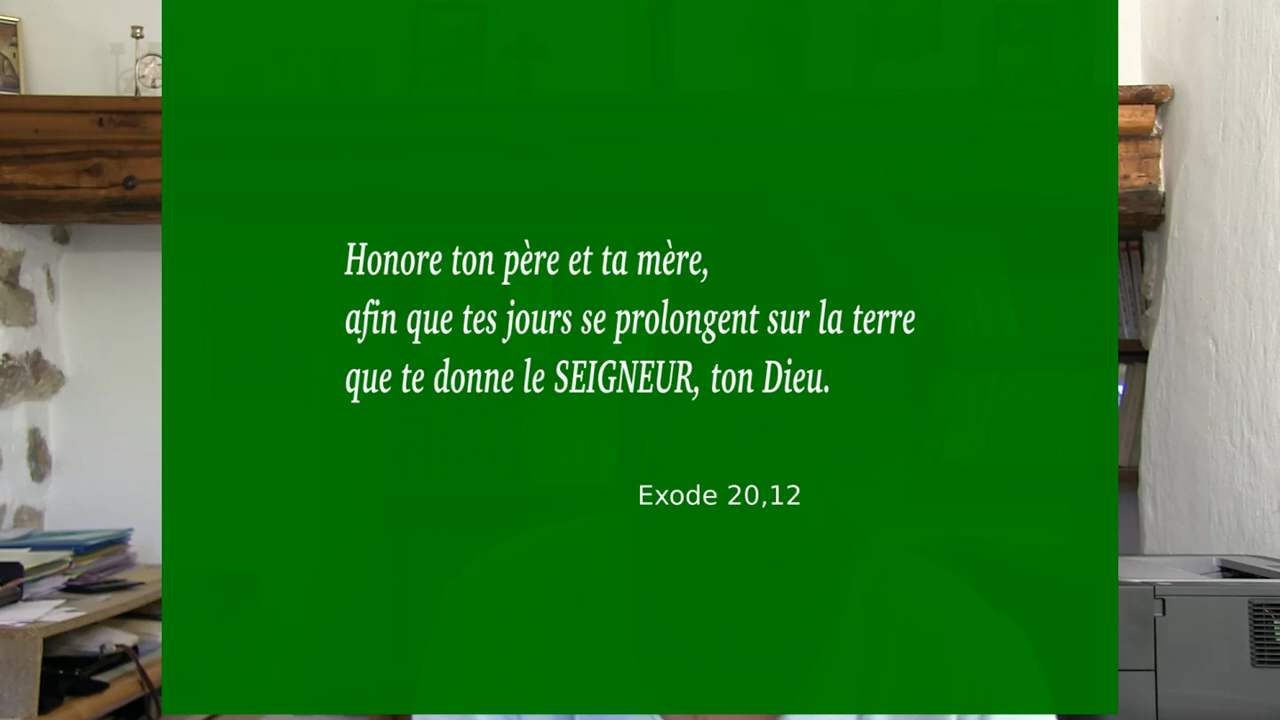 Honore ton père et ta mère,
afin que tes jours se prolongent sur la terre
que te donne le SEIGNEUR, ton Dieu.
Exode 20,12